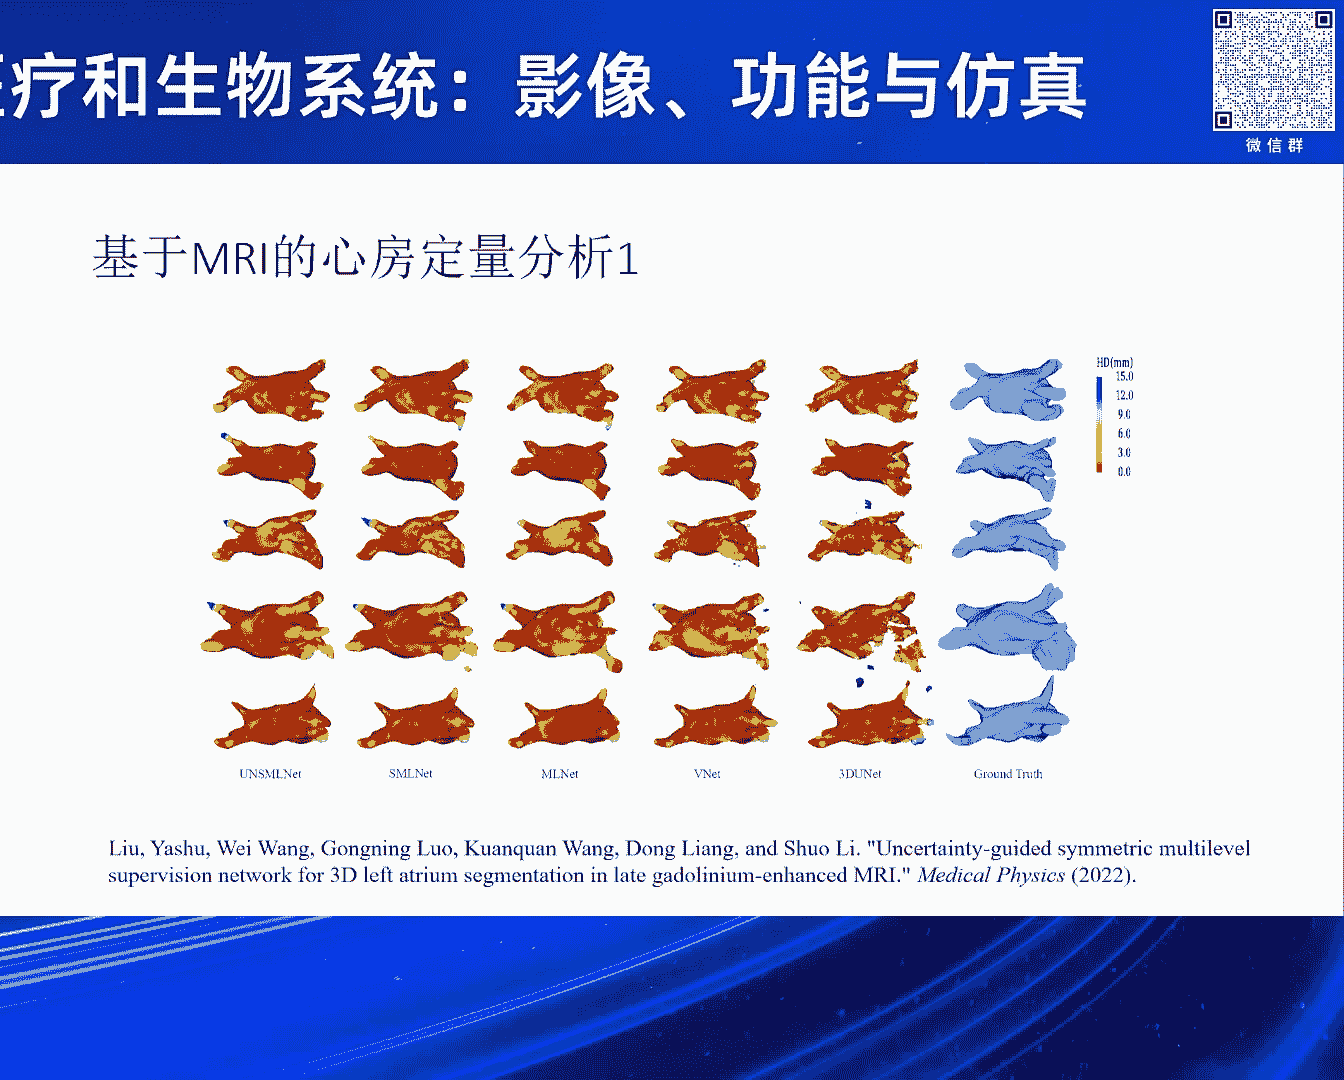 疗和生物系统：影像、功能与仿真
微信群
基于MRI的心房定量分析1
HD(mm)
15.0
12.0
9.0
6.0
3.0
0.0
UNSMLNet
SMLNet
MLNet
VNet
3DUNet
Ground Truth
Liu, Yashu, Wei Wang, Gongning Luo, Kuanquan Wang, Dong Liang, and Shuo Li. "Uncertainty-guided symmetric multilevel
supervision network for 3D left atrium segmentation in late gadolinium-enhanced MRI." Medical Physics (2022).